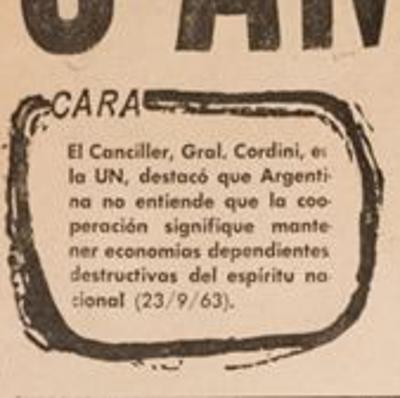 CARA
El Canciller, Gral. Cordini, en
la UN, destacó que Argenti-
na no entiende que la coo-
peración signifique mante-
ner economías dependientes
destructivas del espíritu na-
cional (23/9/63).